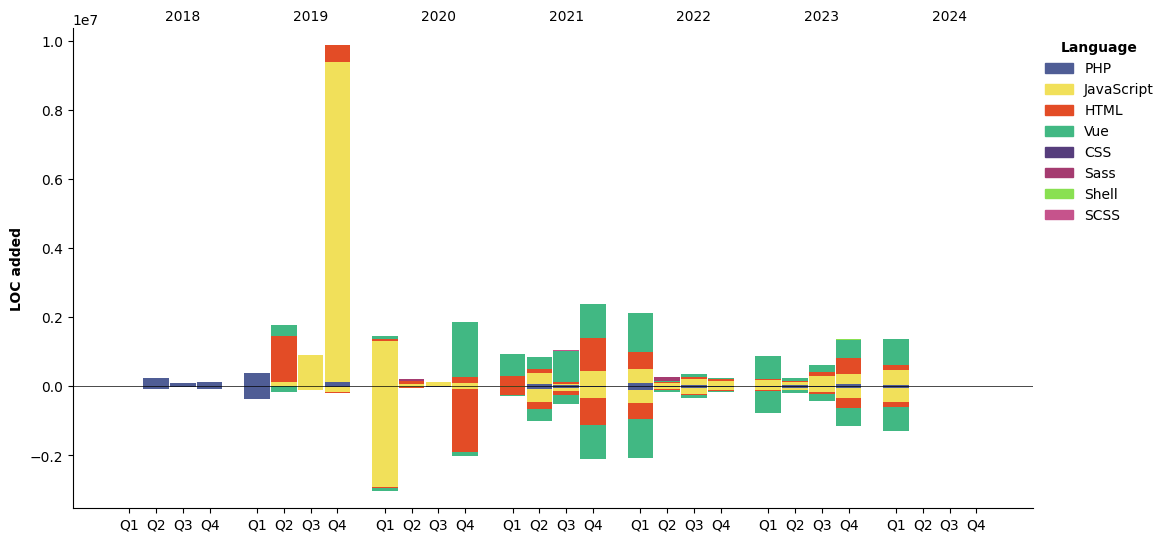 1e7
2018 2019 2020 2021 2022 2023 2024
1.0
0.8
0.6
0.4
0.2
0.0
−0.2
LOC added
Q1 Q2 Q3 Q4 Q1 Q2 Q3 Q4 Q1 Q2 Q3 Q4 Q1 Q2 Q3 Q4 Q1 Q2 Q3 Q4 Q1 Q2 Q3 Q4 Q1 Q2 Q3 Q4
Language
PHP
JavaScript
HTML
Vue
CSS
Sass
Shell
SCSS